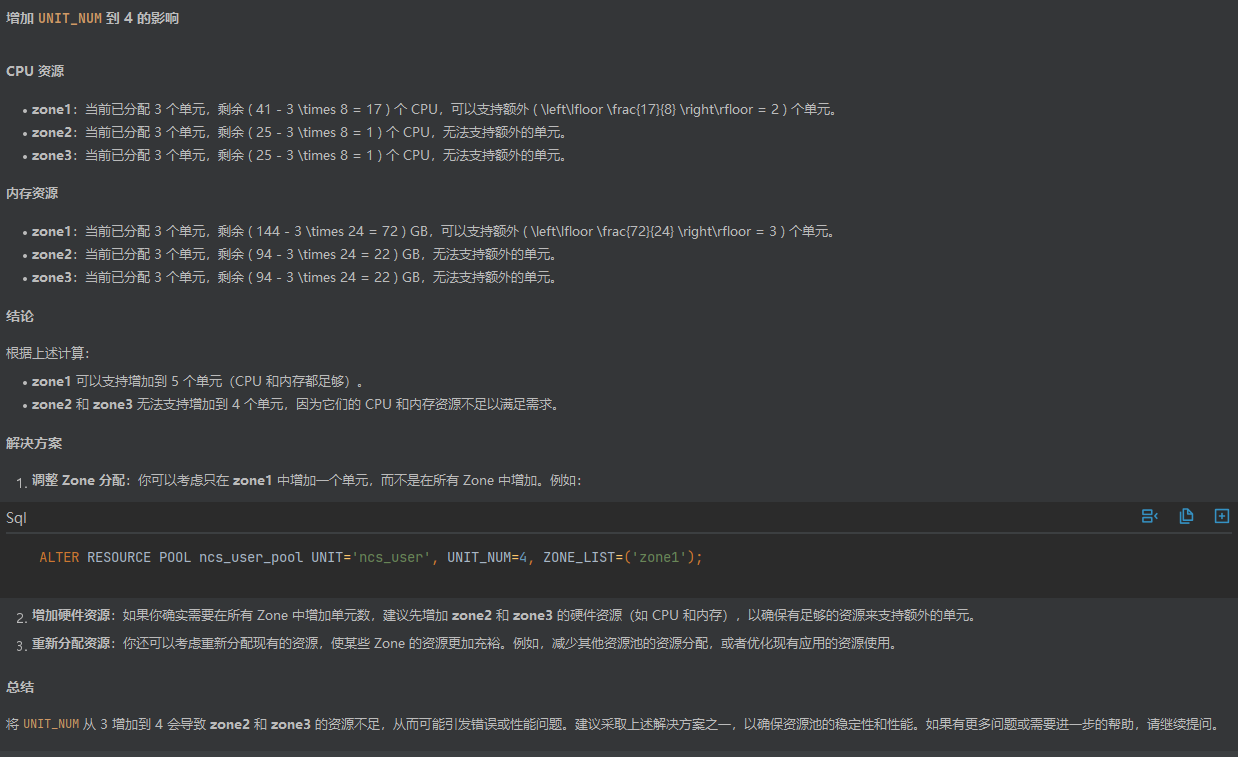 增加 UNIT_NUM 到 4 的影响
CPU 资源
• zone1：当前已分配 3 个单元，剩余 ( 41 - 3 \times 8 = 17 ) 个 CPU，可以支持额外 ( \left\lfloor \frac{17}{8} \right\rfloor = 2 ) 个单元。
• zone2：当前已分配 3 个单元，剩余 ( 25 - 3 \times 8 = 1 ) 个 CPU，无法支持额外的单元。
• zone3：当前已分配 3 个单元，剩余 ( 25 - 3 \times 8 = 1 ) 个 CPU，无法支持额外的单元。
内存资源
• zone1：当前已分配 3 个单元，剩余 ( 144 - 3 \times 24 = 72 ) GB，可以支持额外 ( \left\lfloor \frac{72}{24} \right\rfloor = 3 ) 个单元。
• zone2：当前已分配 3 个单元，剩余 ( 94 - 3 \times 24 = 22 ) GB，无法支持额外的单元。
• zone3：当前已分配 3 个单元，剩余 ( 94 - 3 \times 24 = 22 ) GB，无法支持额外的单元。
结论
根据上述计算：
• zone1 可以支持增加到 5 个单元（CPU 和内存都足够）。
• zone2 和 zone3 无法支持增加到 4 个单元，因为它们的 CPU 和内存资源不足以满足需求。
解决方案
1. 调整 Zone 分配：你可以考虑只在 zone1 中增加一个单元，而不是在所有 Zone 中增加。例如：
Sql
ALTER RESOURCE POOL ncs_user_pool UNIT='ncs_user', UNIT_NUM=4, ZONE_LIST=('zone1');
2. 增加硬件资源：如果你确实需要在所有 Zone 中增加单元数，建议先增加 zone2 和 zone3 的硬件资源（如 CPU 和内存），以确保有足够的资源来支持额外的单元。
3. 重新分配资源：你还可以考虑重新分配现有的资源，使某些 Zone 的资源更加充裕。例如，减少其他资源池的资源分配，或者优化现有应用的资源使用。
总结
将 UNIT_NUM 从 3 增加到 4 会导致 zone2 和 zone3 的资源不足，从而可能引发错误或性能问题。建议采取上述解决方案之一，以确保资源池的稳定性和性能。如果有更多问题或需要进一步的帮助，请继续提问。